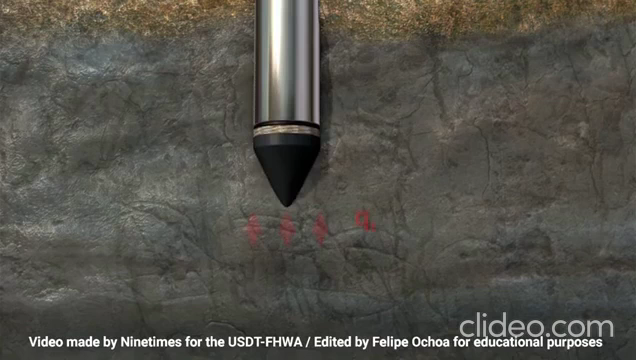 clideo.com
Video made by Ninetimes for the USDT-FHWA / Edited by Felipe Ochoa for educational purposes